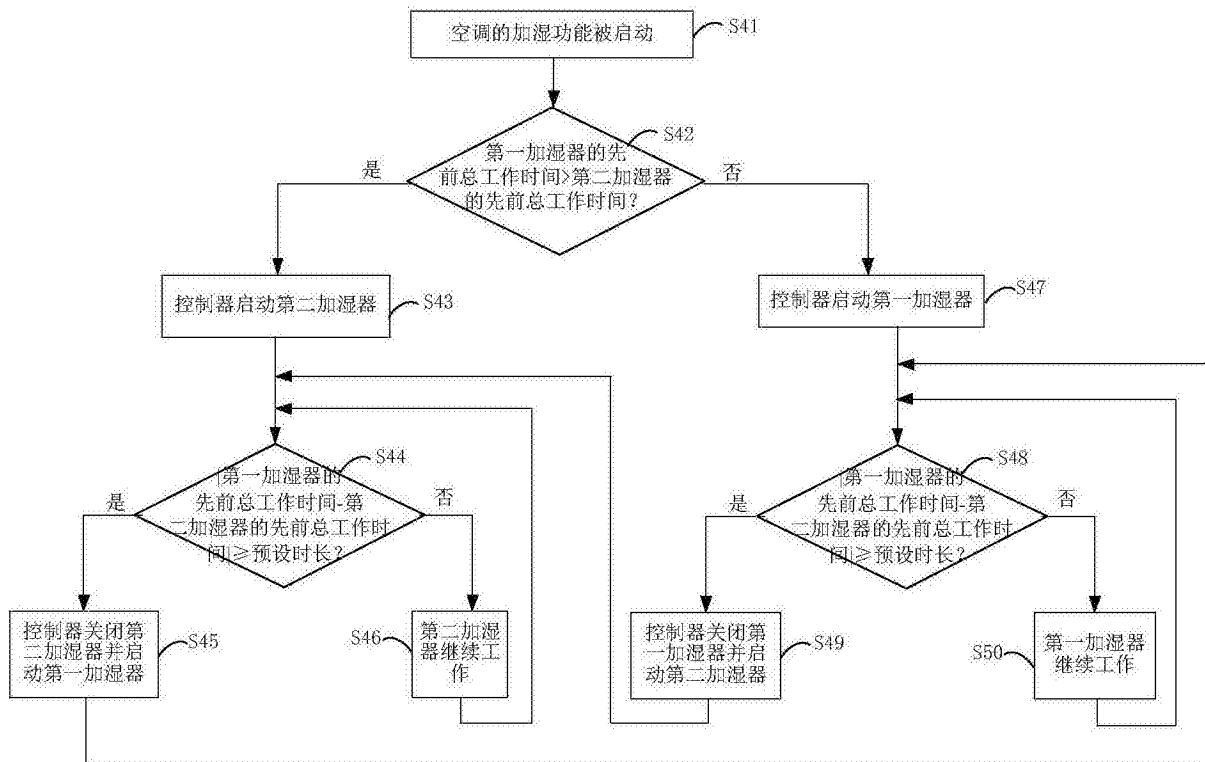 空调的加湿功能被启动
S41
S42
第一加湿器的先
前总工作时间>第二加湿器
的先前总工作时间？
是
否
控制器启动第二加湿器
S43
控制器启动第一加湿器
S47
S44
|第一加湿器的
先前总工作时间-第
二加湿器的先前总工作时
间|≥预设时长？
是
否
S48
|第一加湿器的
先前总工作时间-第
二加湿器的先前总工作时
间|≥预设时长？
是
否
控制器关闭第
二加湿器并启
动第一加湿器
S45
S46
第二加湿
器继续工
作
控制器关闭第
一加湿器并启
动第二加湿器
S49
S50
第一加湿器
继续工作